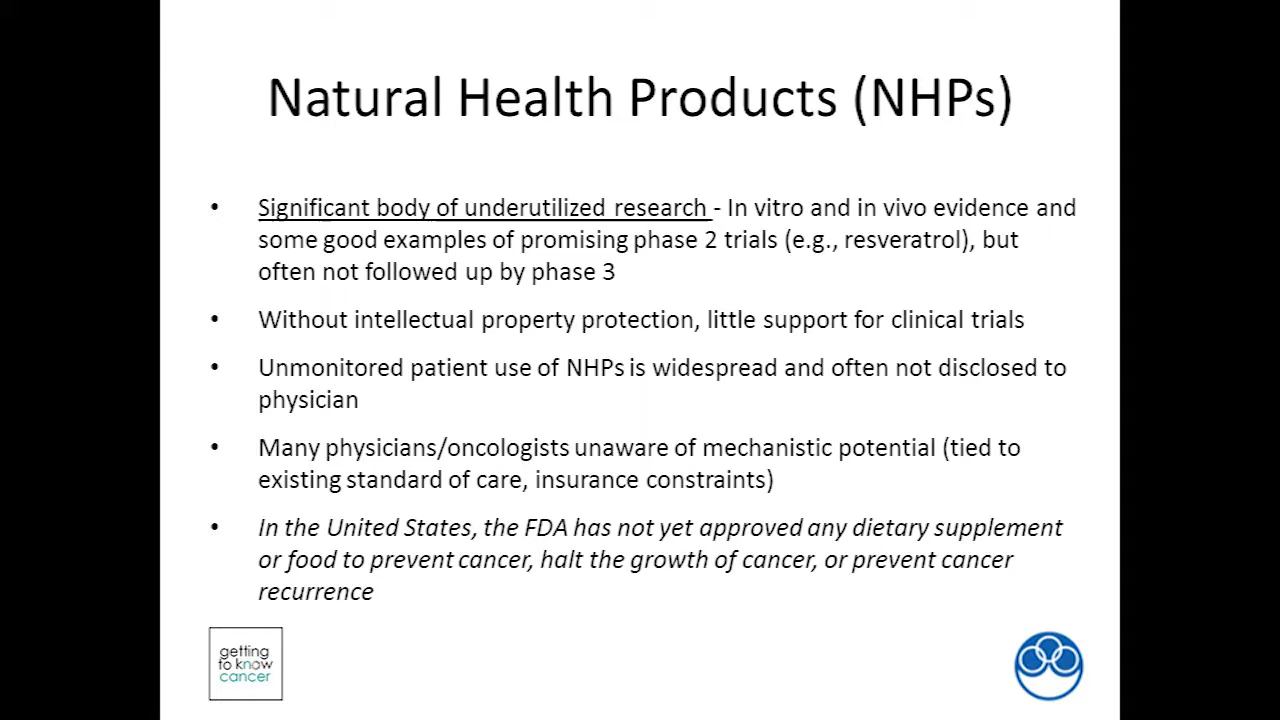 Natural Health Products (NHPs)
• Significant body of underutilized research - In vitro and in vivo evidence and
some good examples of promising phase 2 trials (e.g., resveratrol), but
often not followed up by phase 3
• Without intellectual property protection, little support for clinical trials
• Unmonitored patient use of NHPs is widespread and often not disclosed to
physician
• Many physicians/oncologists unaware of mechanistic potential (tied to
existing standard of care, insurance constraints)
• In the United States, the FDA has not yet approved any dietary supplement
or food to prevent cancer, halt the growth of cancer, or prevent cancer
recurrence
getting
to know
cancer